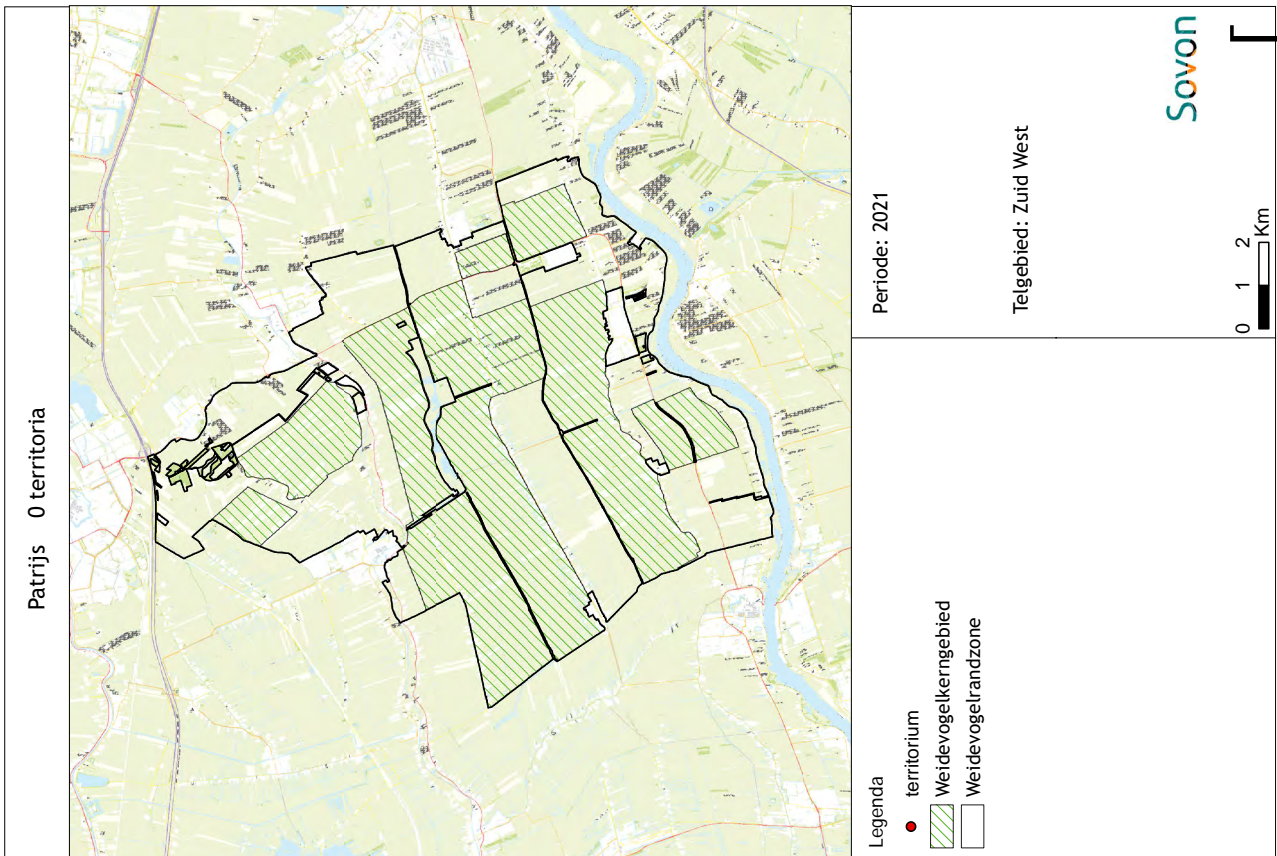 Patrijs 0 territoria
Legenda
territorium
Weidevogelkerngebied
Weidevogelrandzone
Periode: 2021
Telgebied: Zuid West
0 1 2
Km
Sovon